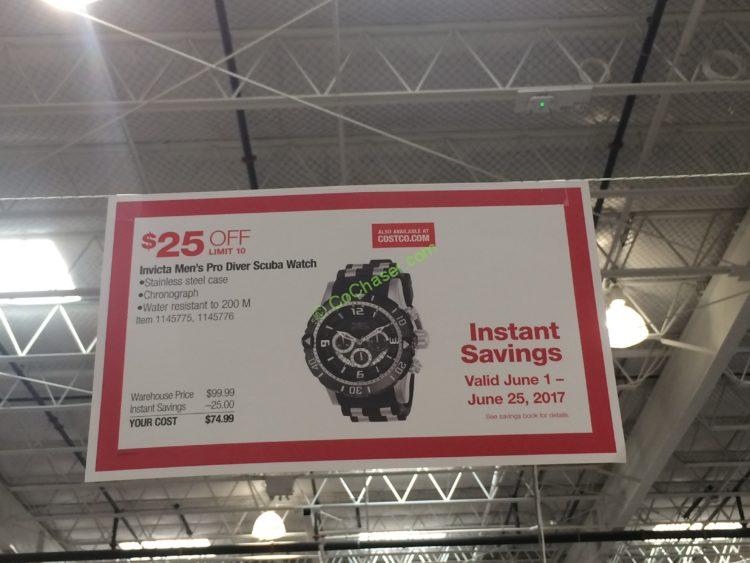 $25 OFF
LIMIT 10
ALSO AVAILABLE AT
COSTCO.COM
Invicta Men's Pro Diver Scuba Watch
•Stainless steel case
•Chronograph
•Water resistant to 200 M
Item 1145775, 1145776
© CoChaser.com
12
Instant
Savings
Valid June 1 –
June 25, 2017
See savings book for details.
Warehouse Price $99.99
Instant Savings –25.00
YOUR COST $74.99